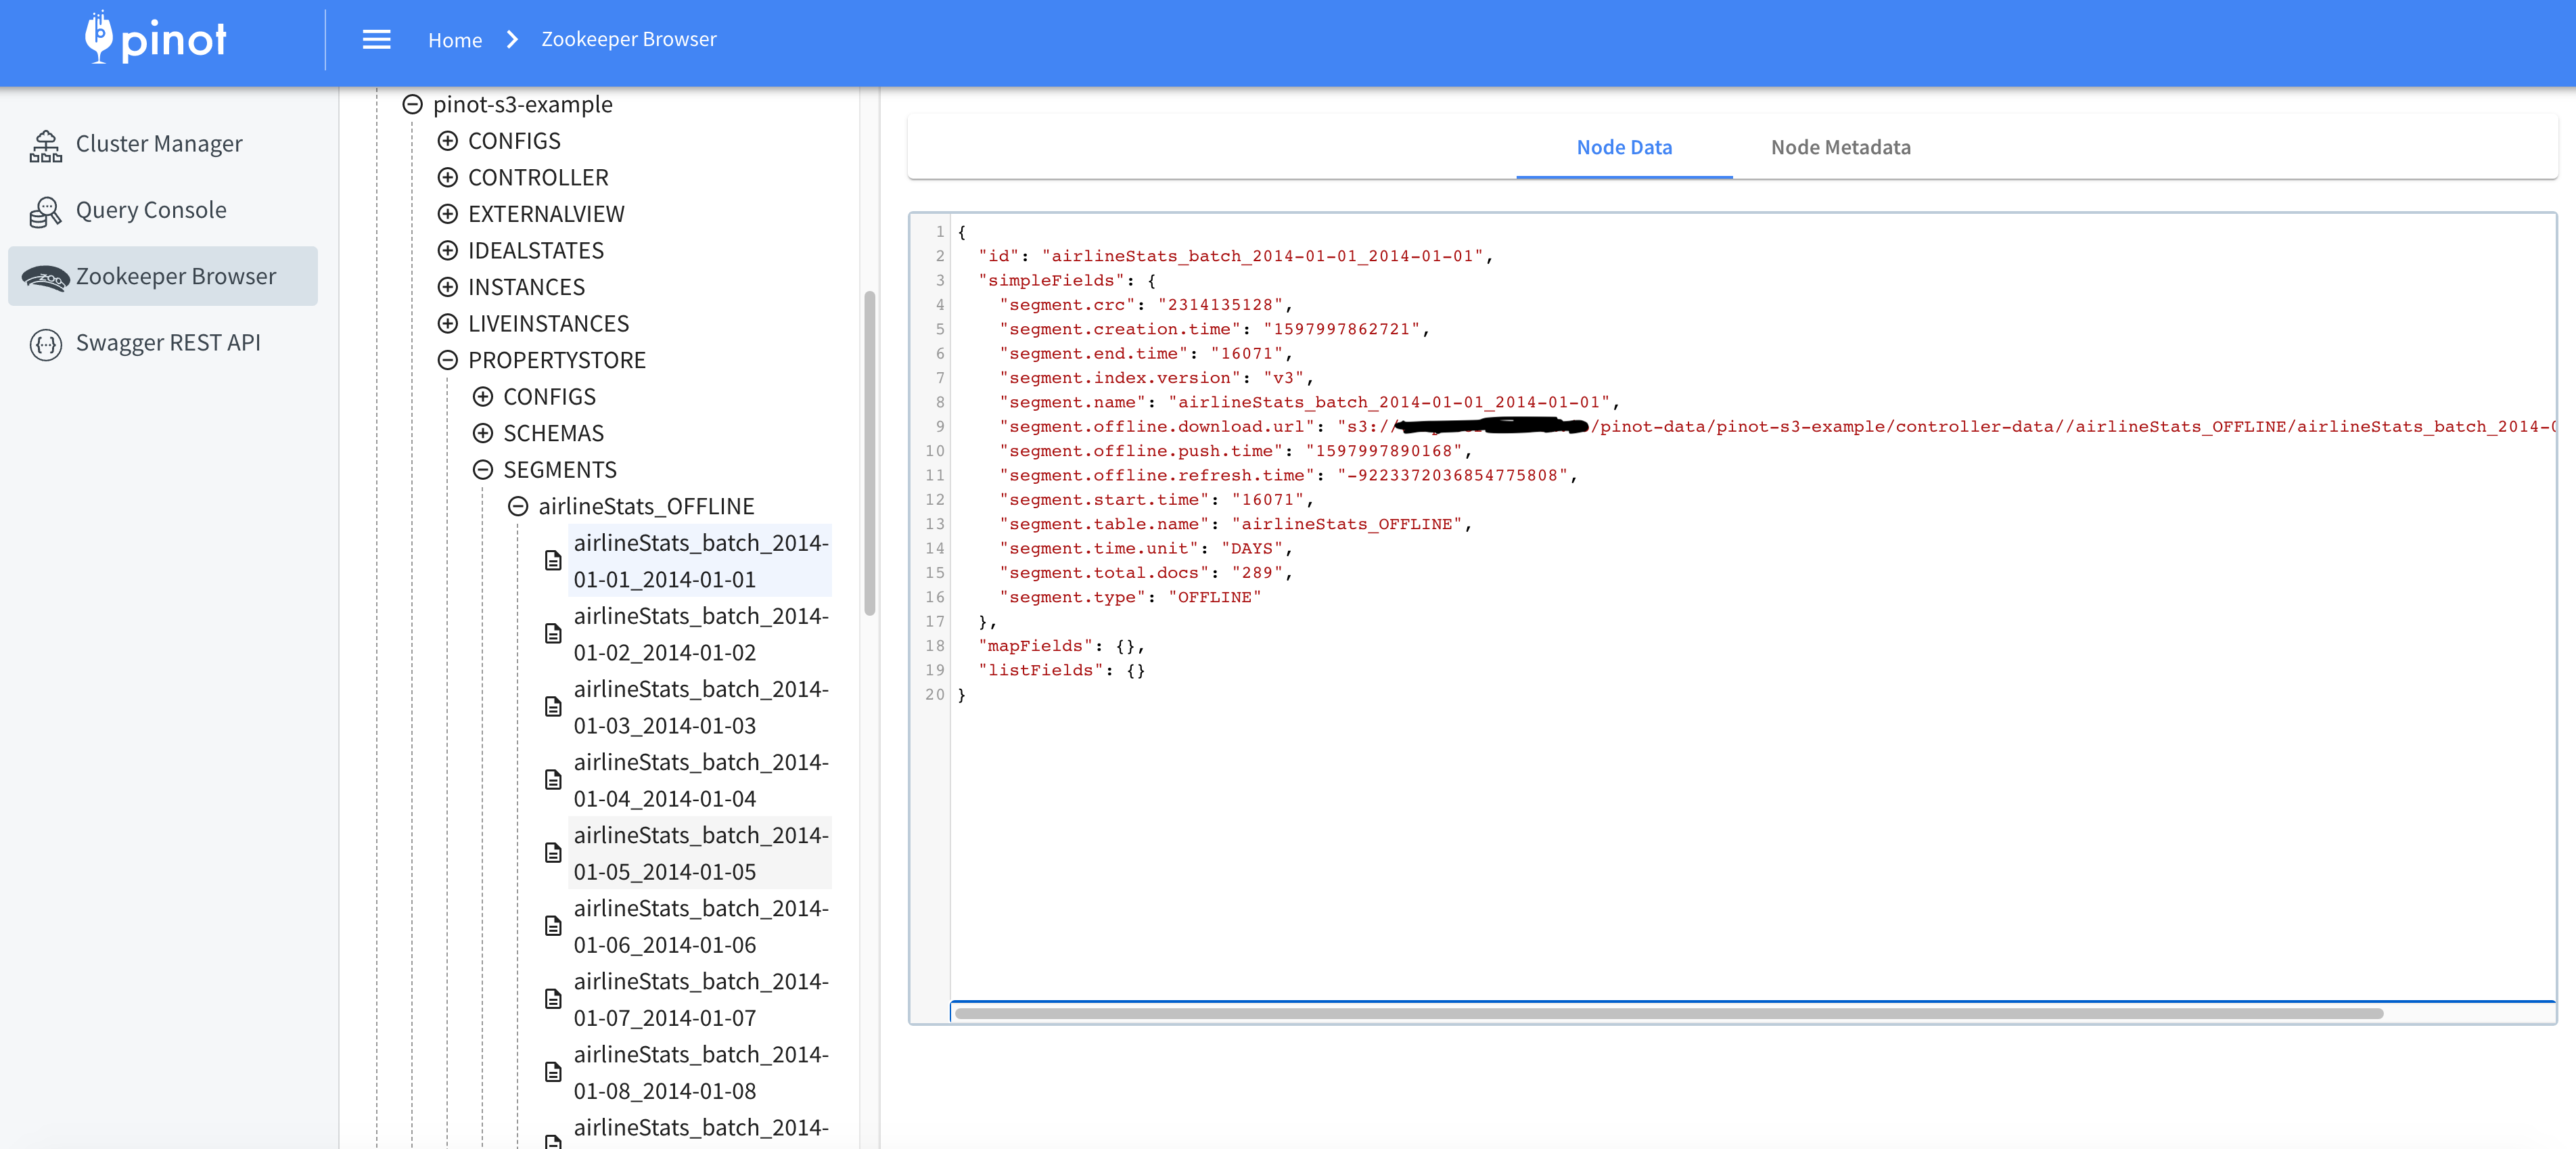 pinot
Home
Zookeeper Browser
Cluster Manager
Query Console
Zookeeper Browser
Swagger REST API
pinot-s3-example
CONFIGS
CONTROLLER
EXTERNALVIEW
IDEALSTATES
INSTANCES
LIVEINSTANCES
PROPERTYSTORE
CONFIGS
SCHEMAS
SEGMENTS
airlineStats_OFFLINE
airlineStats_batch_2014-
01-01_2014-01-01
airlineStats_batch_2014-
01-02_2014-01-02
airlineStats_batch_2014-
01-03_2014-01-03
airlineStats_batch_2014-
01-04_2014-01-04
airlineStats_batch_2014-
01-05_2014-01-05
airlineStats_batch_2014-
01-06_2014-01-06
airlineStats_batch_2014-
01-07_2014-01-07
airlineStats_batch_2014-
01-08_2014-01-08
airlineStats_batch_2014-
Node Data
Node Metadata
1 {
2 "id": "airlineStats_batch_2014-01-01_2014-01-01",
3 "simpleFields": {
4 "segment.crc": "2314135128",
5 "segment.creation.time": "1597997862721",
6 "segment.end.time": "16071",
7 "segment.index.version": "v3",
8 "segment.name": "airlineStats_batch_2014-01-01_2014-01-01",
9 "segment.offline.download.url": "s3:// /pinot-data/pinot-s3-example/controller-data//airlineStats_OFFLINE/airlineStats_batch_2014-0
10 "segment.offline.push.time": "1597997890168",
11 "segment.offline.refresh.time": "-9223372036854775808",
12 "segment.start.time": "16071",
13 "segment.table.name": "airlineStats_OFFLINE",
14 "segment.time.unit": "DAYS",
15 "segment.total.docs": "289",
16 "segment.type": "OFFLINE"
17 },
18 "mapFields": {},
19 "listFields": {}
20 }